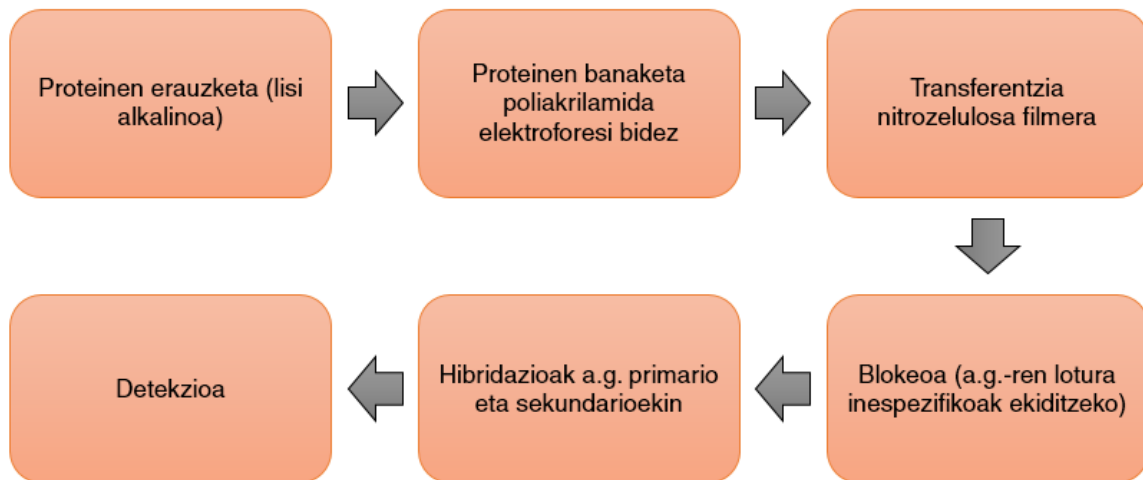 Proteinen erauzketa (lisi
alkalinoa)
Proteinen banaketa
poliakrilamida
elektroforesi bidez
Transferentzia
nitrozelulosa filmera
Blokeoa (a.g.-ren lotura
inespezifikoak ekiditzeko)
Hibridazioak a.g. primario
eta sekundarioekin
Detekzioa